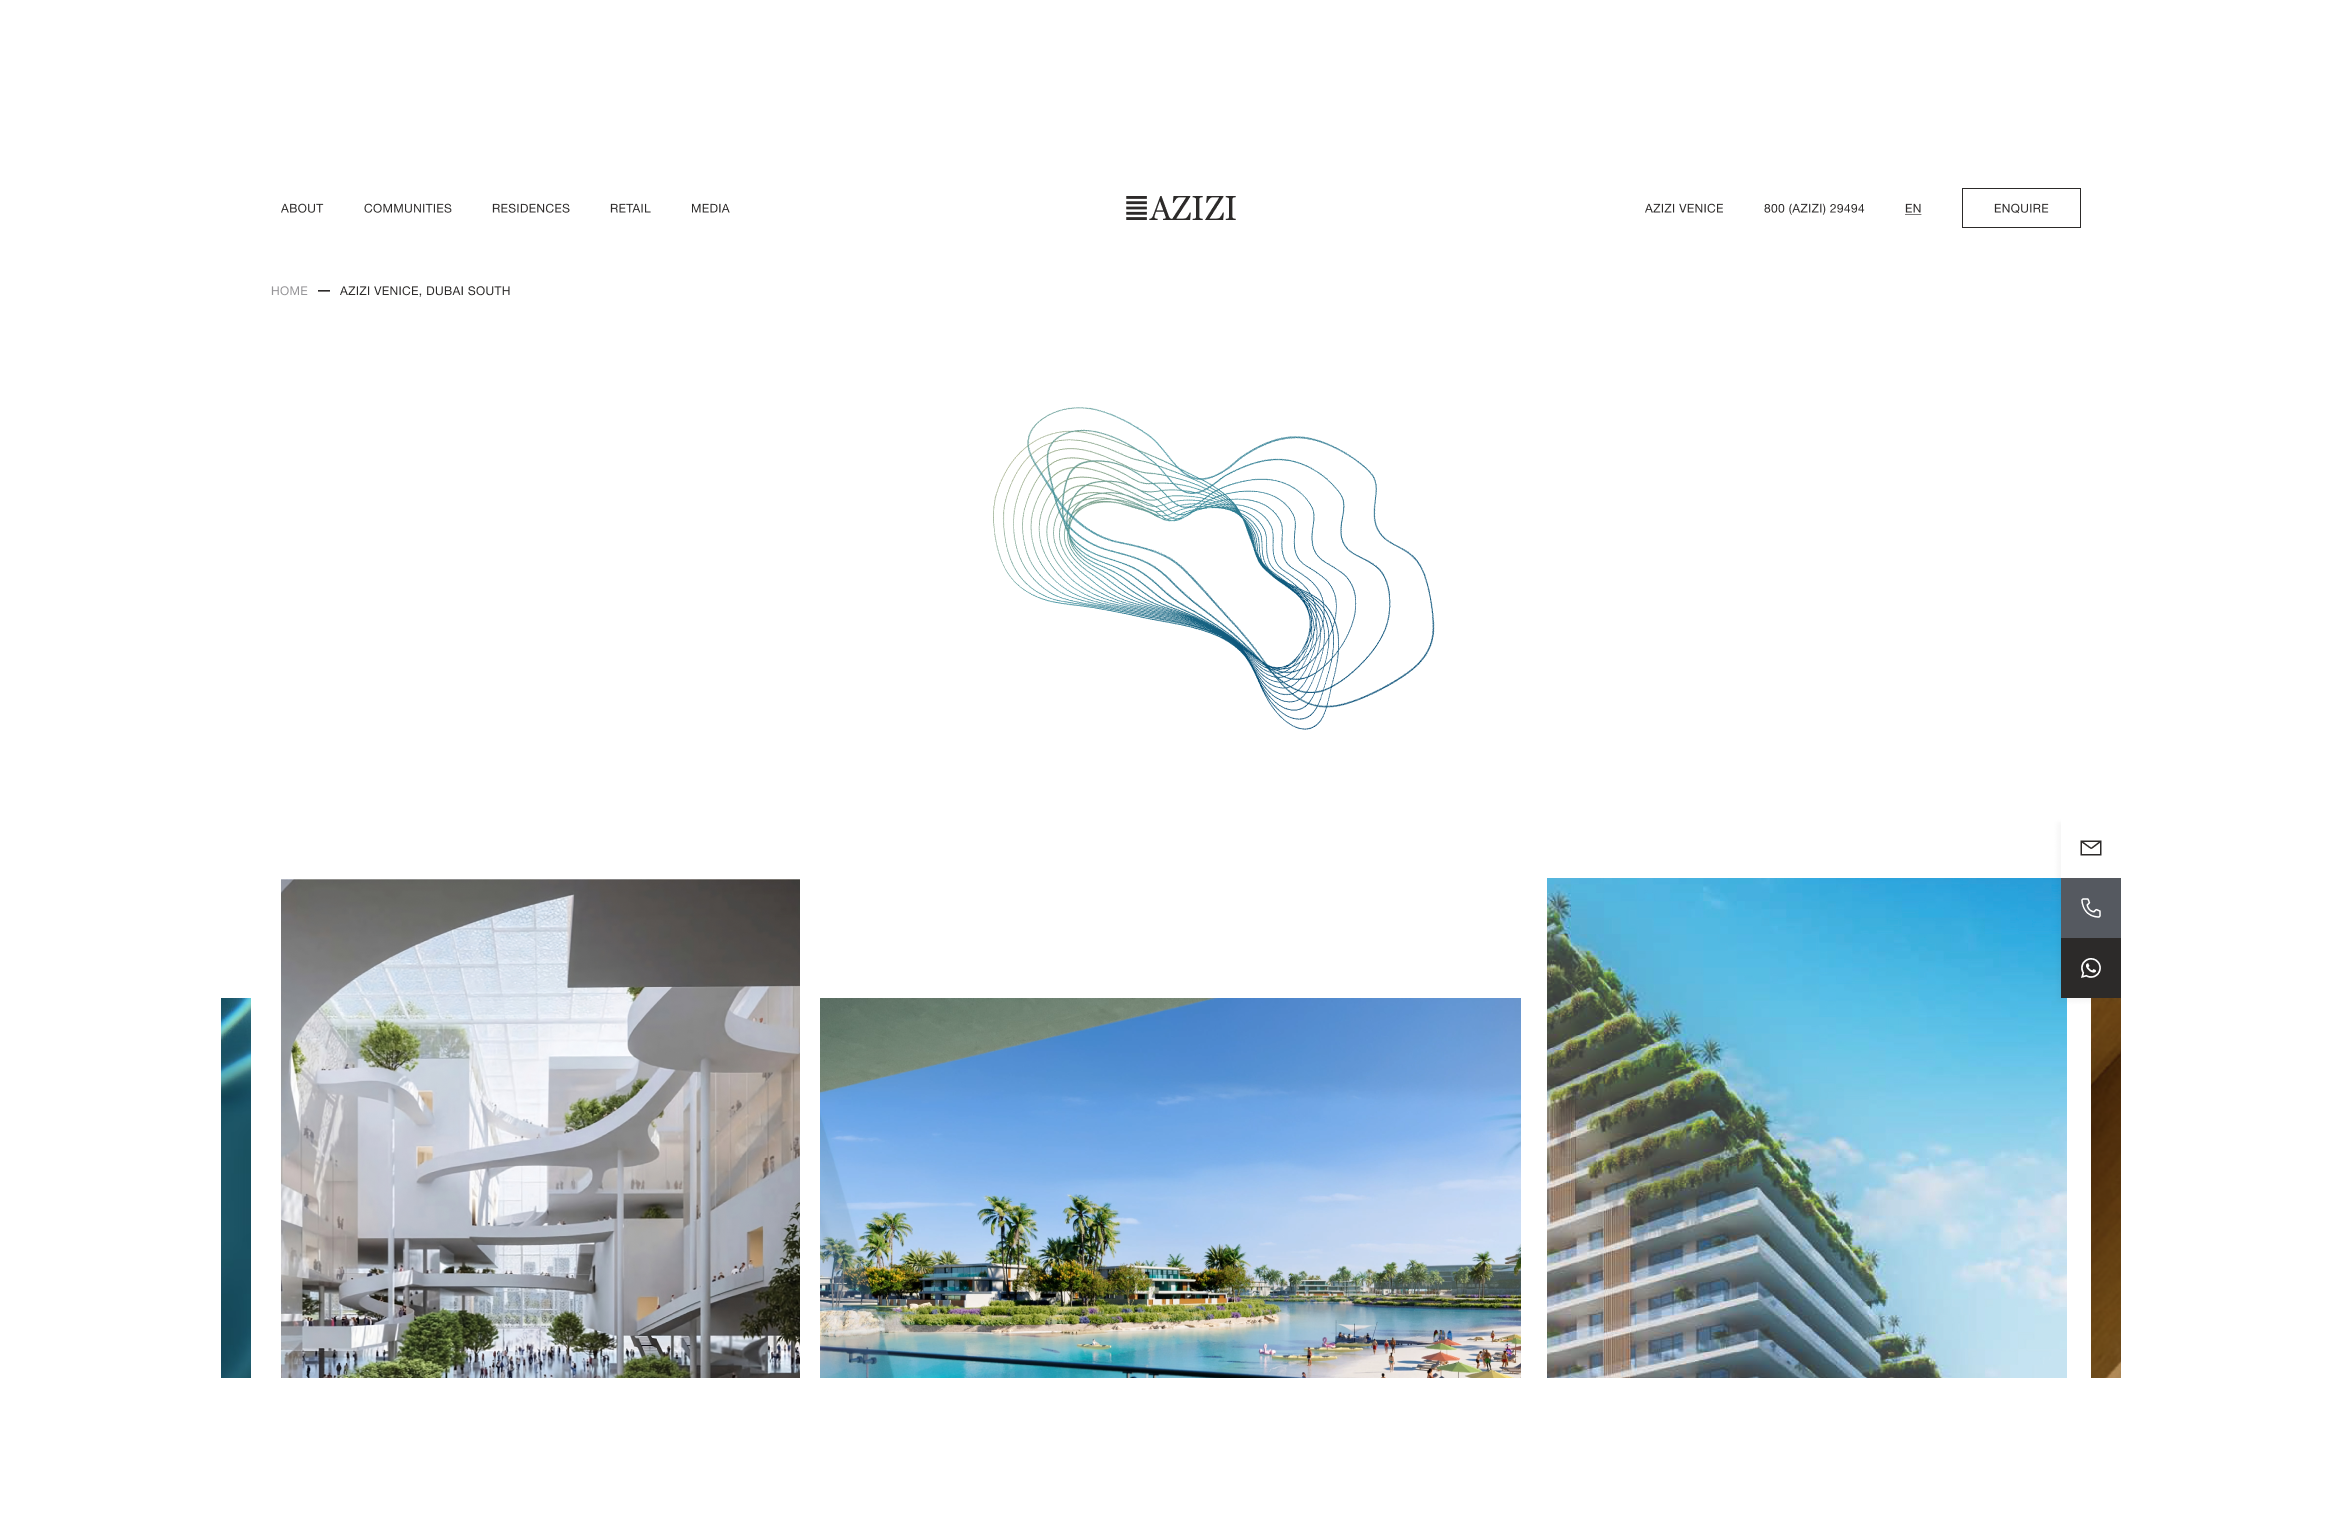 ABOUT COMMUNITIES RESIDENCES RETAIL MEDIA AZIZI AZIZI VENICE 800 (AZIZI) 29494 EN ENQUIRE
HOME — AZIZI VENICE, DUBAI SOUTH